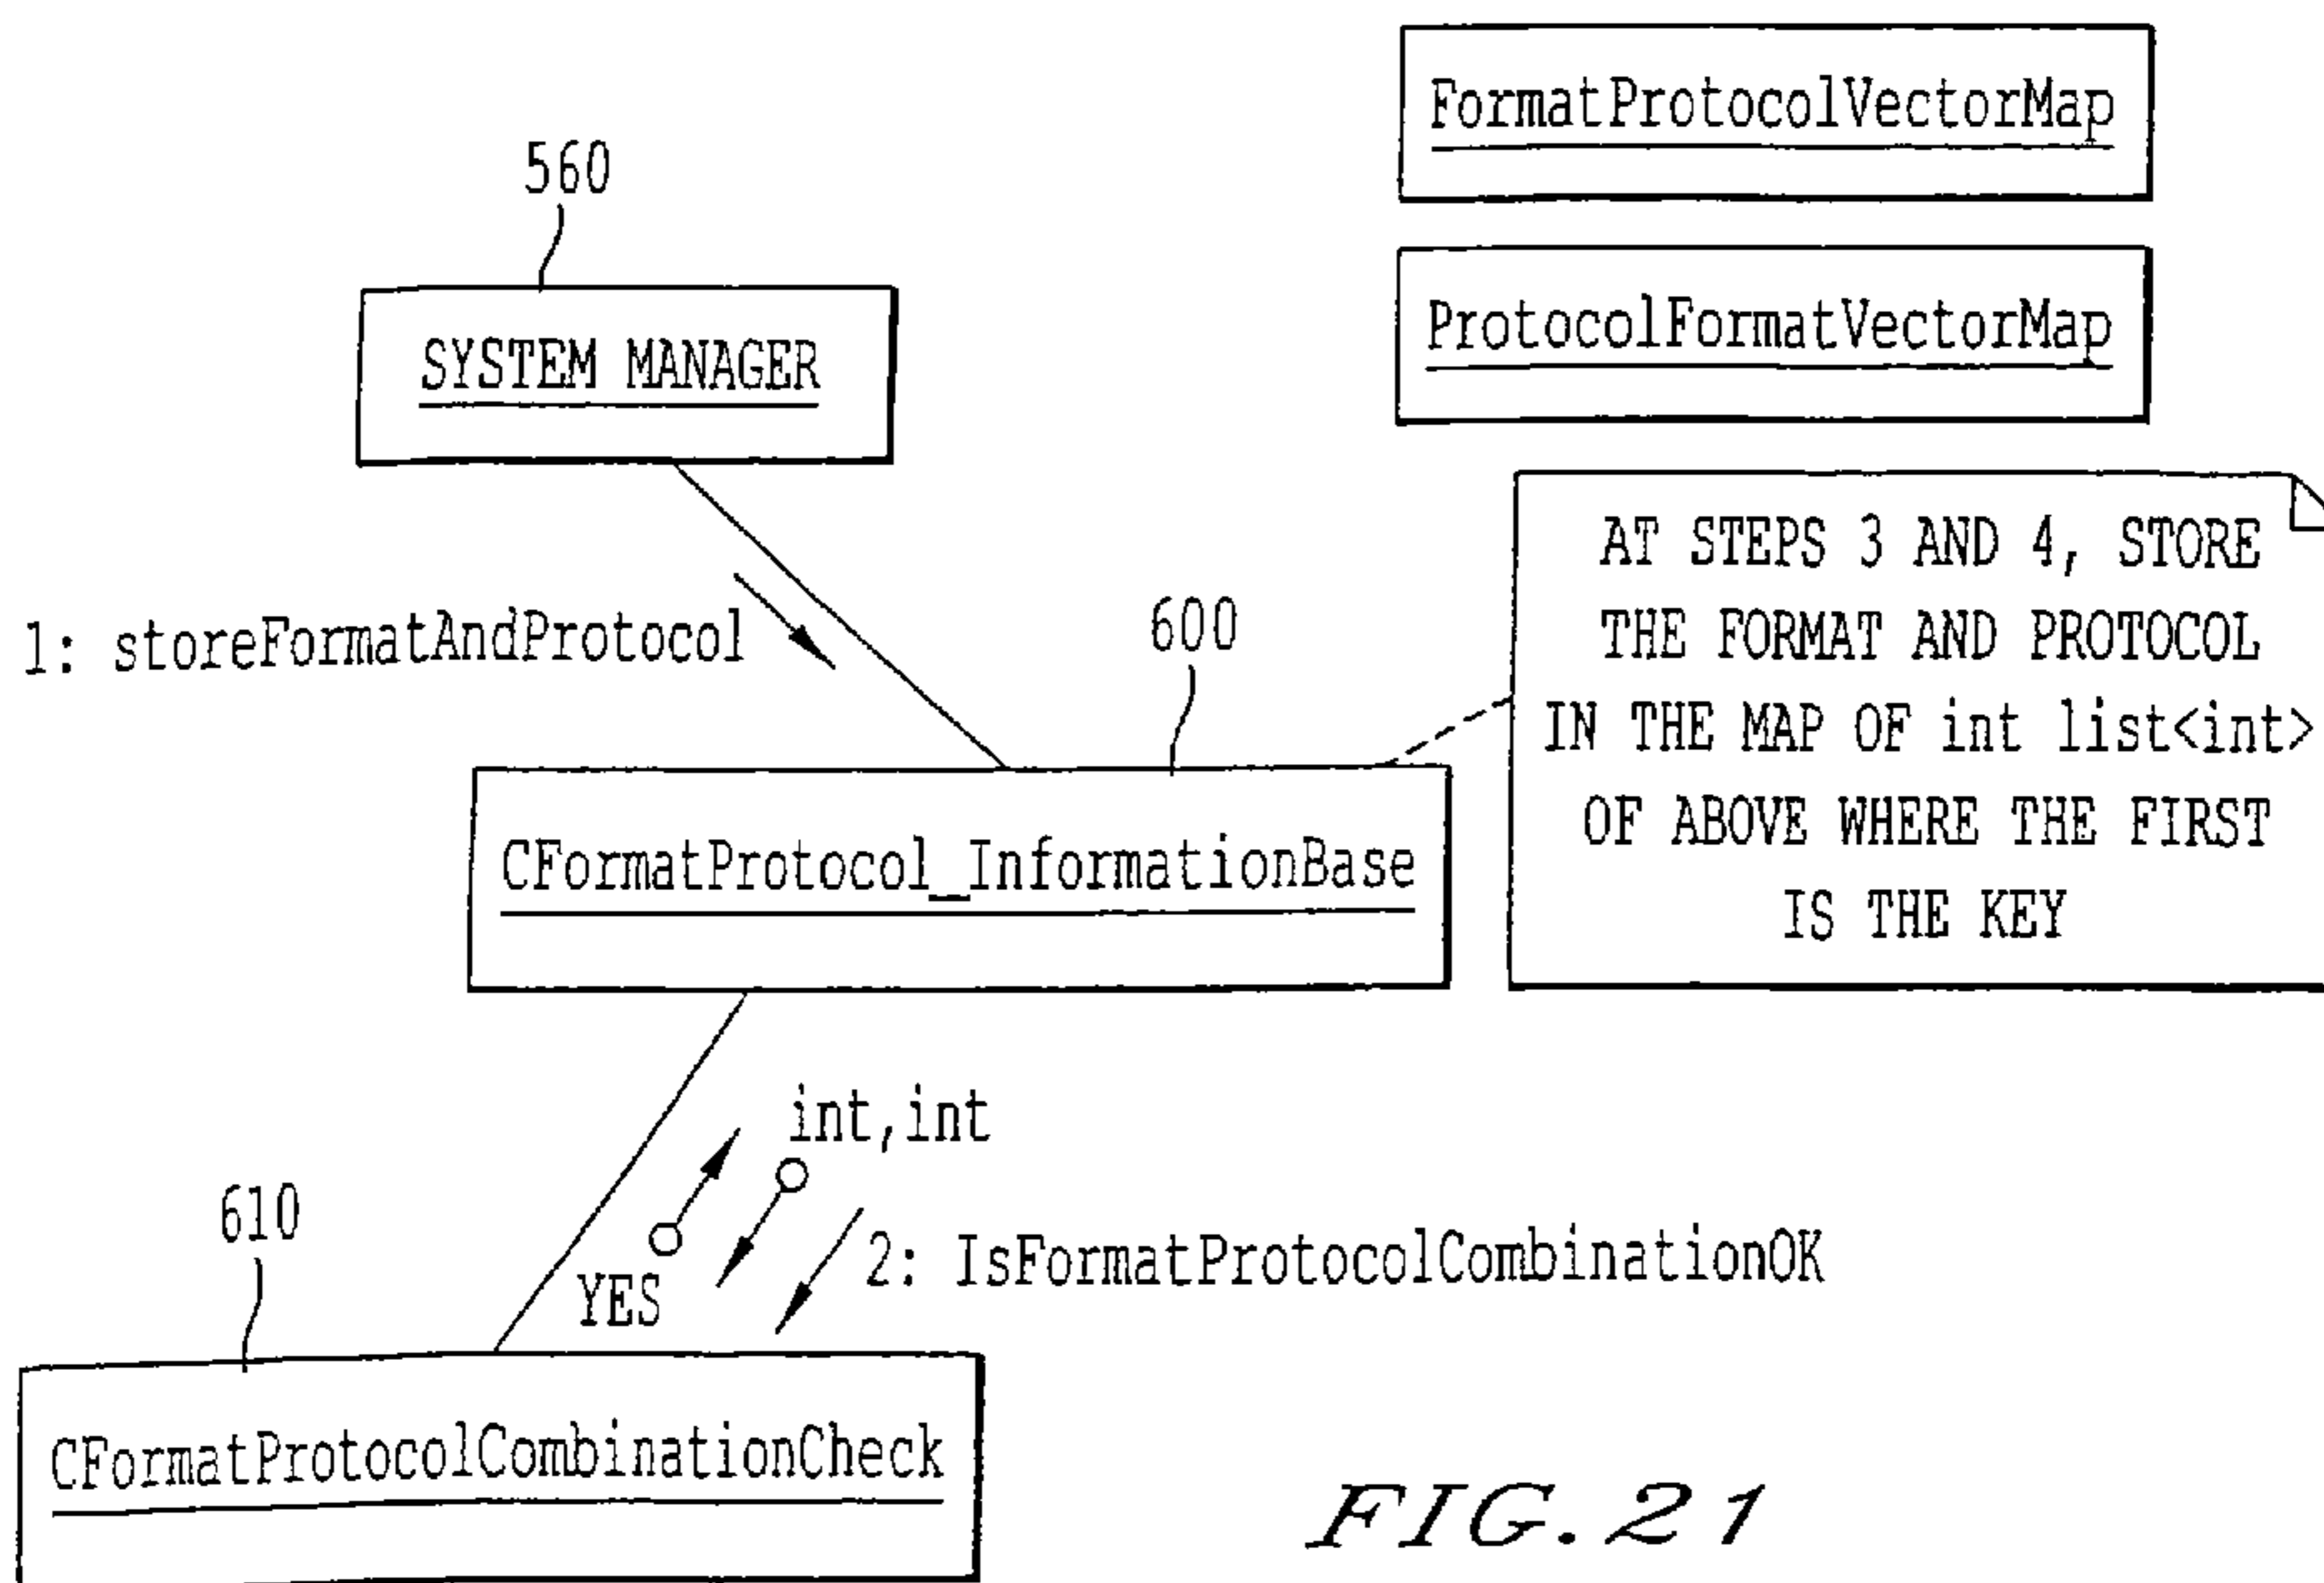 FormatProtocolVectorMap
560
ProtocolFormatVectorMap
SYSTEM MANAGER
AT STEPS 3 AND 4, STORE
THE FORMAT AND PROTOCOL
IN THE MAP OF int list<int>
OF ABOVE WHERE THE FIRST
IS THE KEY
1: storeFormatAndProtocol
600
CFormatProtocol_InformationBase
int,int
610
YES
2: IsFormatProtocolCombinationOK
CFormatProtocolCombinationCheck
FIG. 21